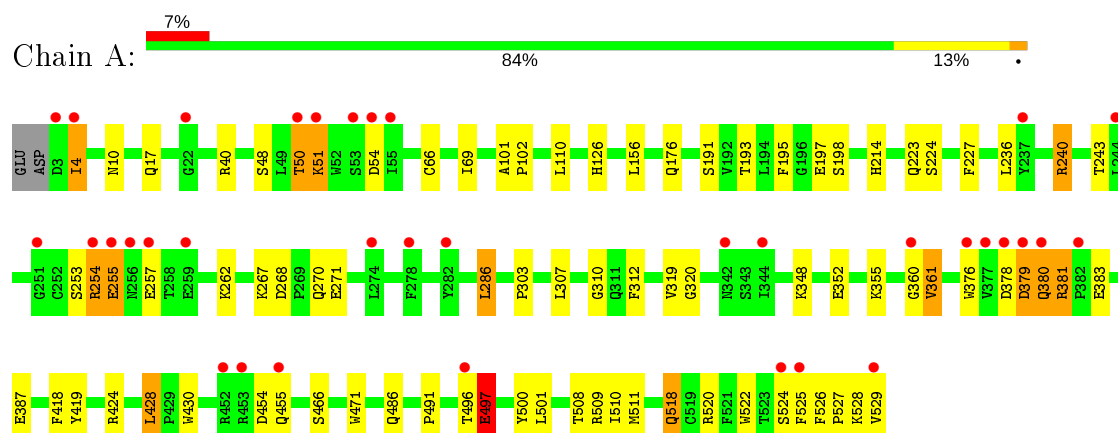 7%
Chain A:
84% 13% •
GLU ASP D3 I4 N10 Q17 G22 R40 S48 L49 T50 K51 W52 S53 D54 I55 C66 I69 A101 P102 L110 H126 L156 Q176 S191 V192 T193 L194 F195 G196 E197 S198 H214 Q223 S224 F227 L236 Y237 R240 T243 L244
G251 C252 S253 R254 E255 N256 E257 T258 E259 K262 K267 D268 P269 Q270 E271 L274 F278 Y282 L286 P303 L307 G310 Q311 F312 V319 G320 N342 S343 I344 K348 E352 K355 G360 V361 W376 V377 D378 D379 Q380 R381 P382 E383
E387 F418 Y419 R424 L428 P429 W430 R452 R453 D454 Q455 S466 W471 Q486 P491 T496 E497 Y500 L501 T508 R509 I510 M511 Q518 C519 R520 F521 W522 T523 S524 F525 F526 P527 K528 V529